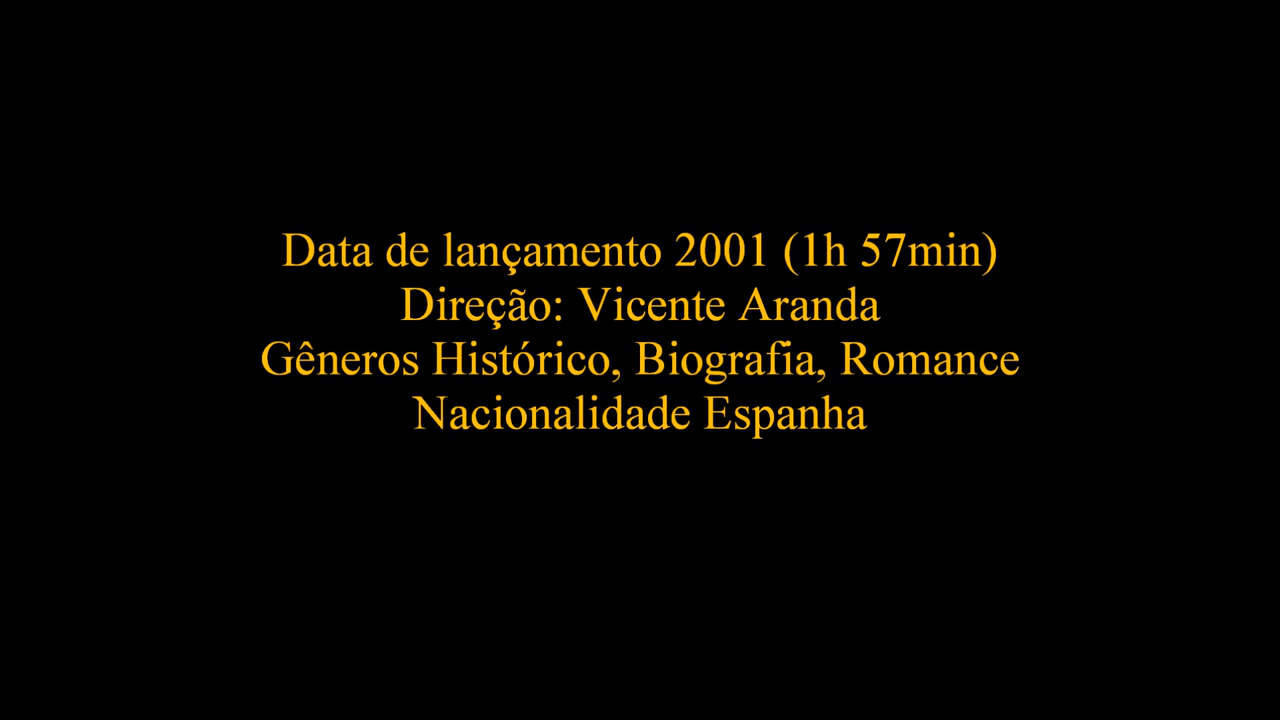 Data de lançamento 2001 (1h 57min)
Direção: Vicente Aranda
Gêneros Histórico, Biografia, Romance
Nacionalidade Espanha